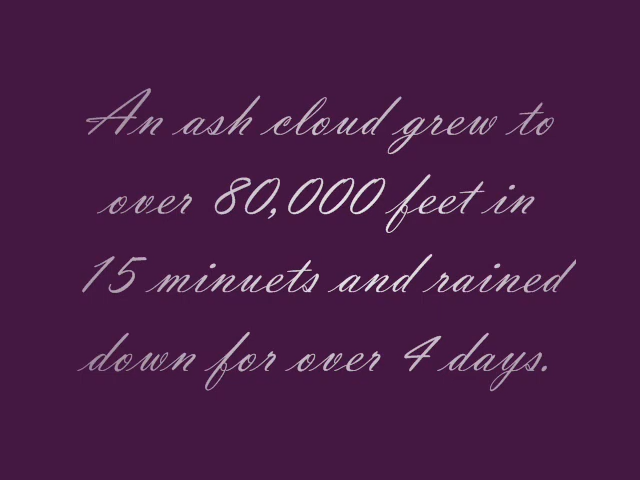 An ash cloud grew to
over 80,000 feet in
15 minuets and rained
down for over 4 days.